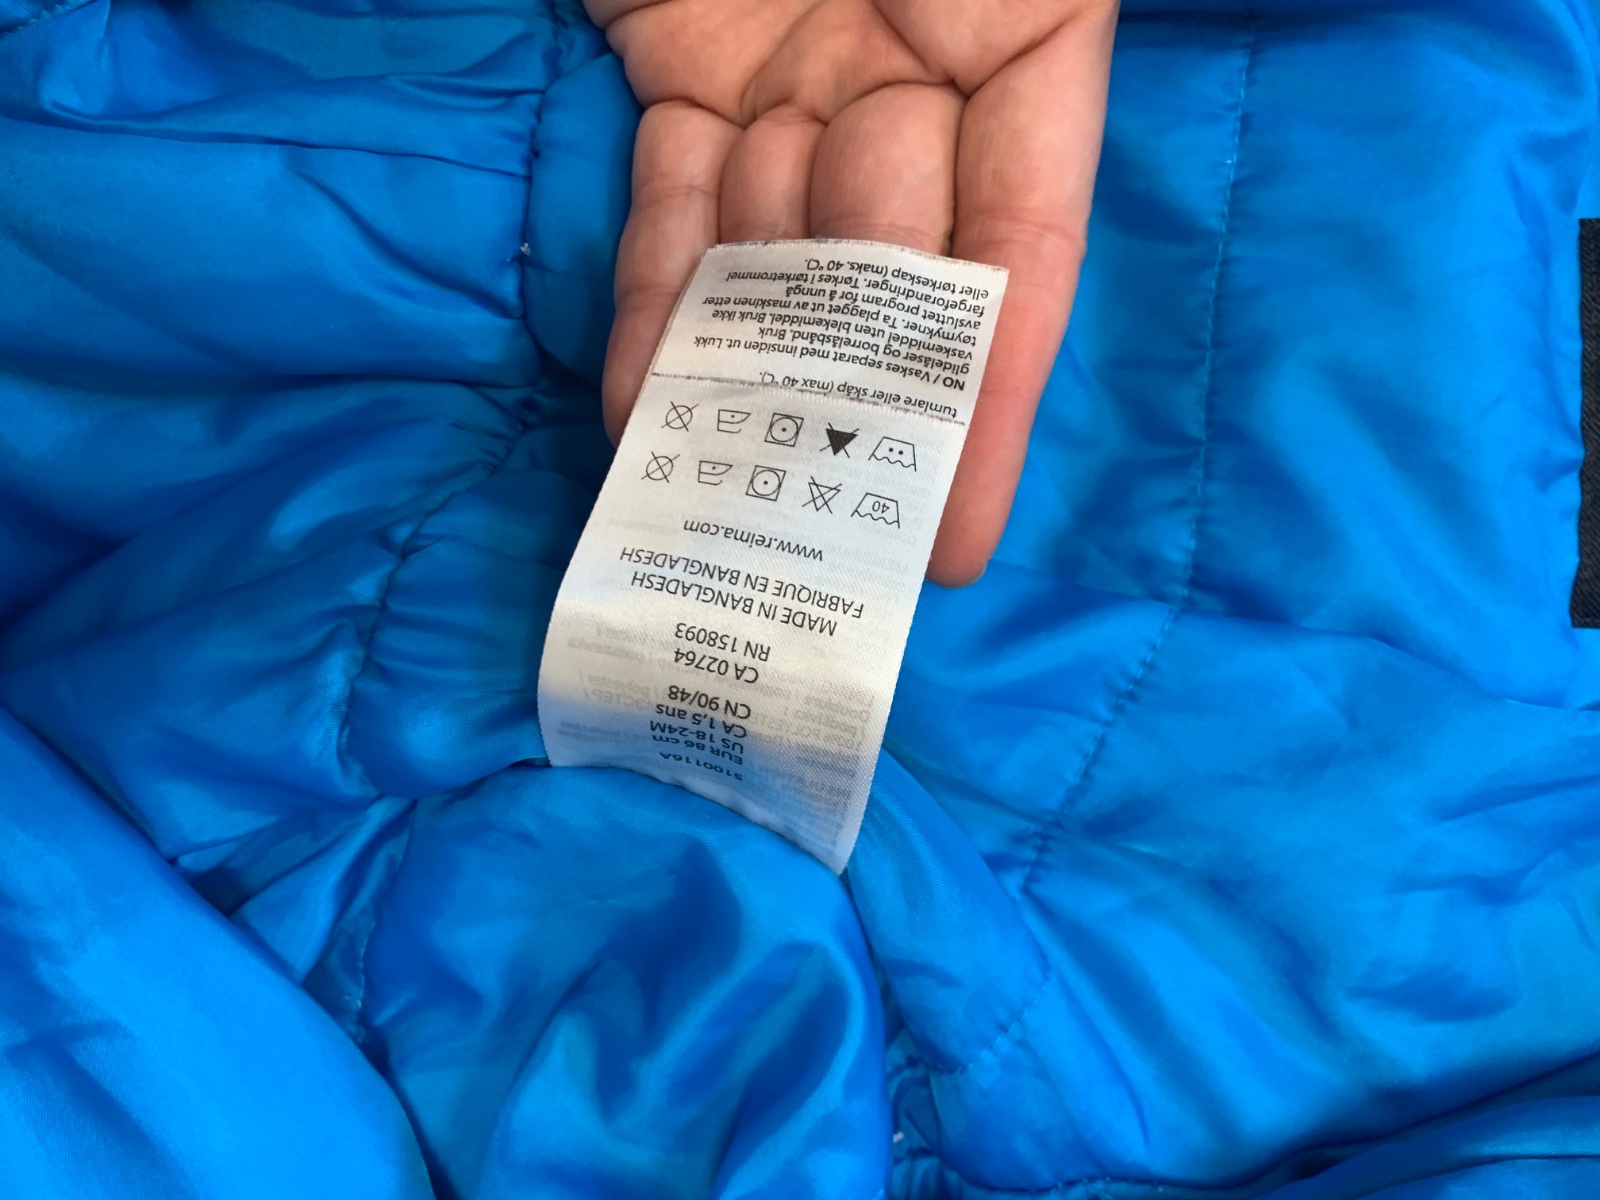 5100116A
EUR 86 cm
US 18-24M
CA 1,5 ans
CN 90/48
CA 02764
RN 158093
MADE IN BANGLADESH
FABRIQUE EN BANGLADESH
www.reima.com
40
tumlare eller skåp (max 40 °C).
NO / Vaskes separat med innsiden ut. Lukk
glidelåser og borrelåsbånd. Bruk
vaskemiddel uten blekemiddel. Bruk ikke
tøymykner. Ta plagget ut av maskinen etter
avsluttet program for å unngå
fargeforandringer. Tørkes i tørketrommel
eller tørkeskap (maks. 40 °C).